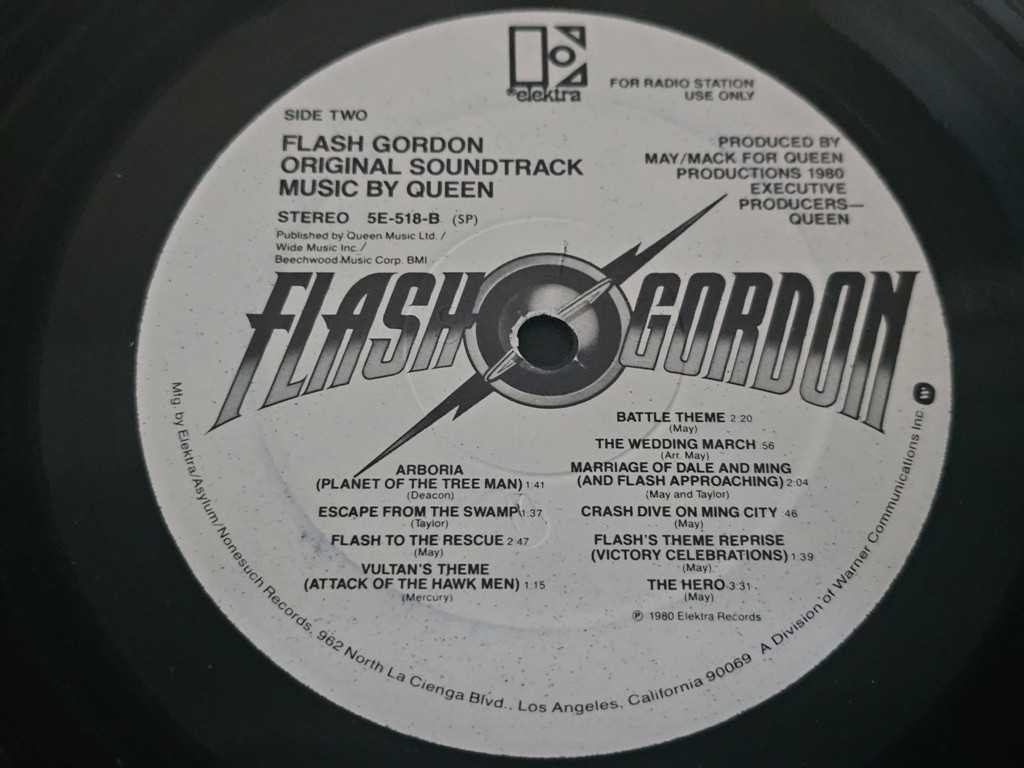 elektra
FOR RADIO STATION
USE ONLY
SIDE TWO
FLASH GORDON
ORIGINAL SOUNDTRACK
MUSIC BY QUEEN
STEREO 5E-518-B (SP)
Published by Queen Music Ltd. /
Wide Music Inc. /
Beechwood Music Corp. BMI
PRODUCED BY
MAY/MACK FOR QUEEN
PRODUCTIONS 1980
EXECUTIVE
PRODUCERS—
QUEEN
FLASH GORDON
ARBORIA
(PLANET OF THE TREE MAN) 1:41
(Deacon)
ESCAPE FROM THE SWAMP 1:37
(Taylor)
FLASH TO THE RESCUE 2 47
(May)
VULTAN'S THEME
(ATTACK OF THE HAWK MEN) 1 15
(Mercury)
BATTLE THEME 2:20
(May)
THE WEDDING MARCH :56
(Arr. May)
MARRIAGE OF DALE AND MING
(AND FLASH APPROACHING) 2:04
(May and Taylor)
CRASH DIVE ON MING CITY :46
(May)
FLASH'S THEME REPRISE
(VICTORY CELEBRATIONS) 1:39
(May)
THE HERO 3:31
(May)
℗ 1980 Elektra Records
Mfg. by Elektra/Asylum/Nonesuch Records, 962 North La Cienga Blvd., Los Angeles, California 90069 A Division of Warner Communications Inc